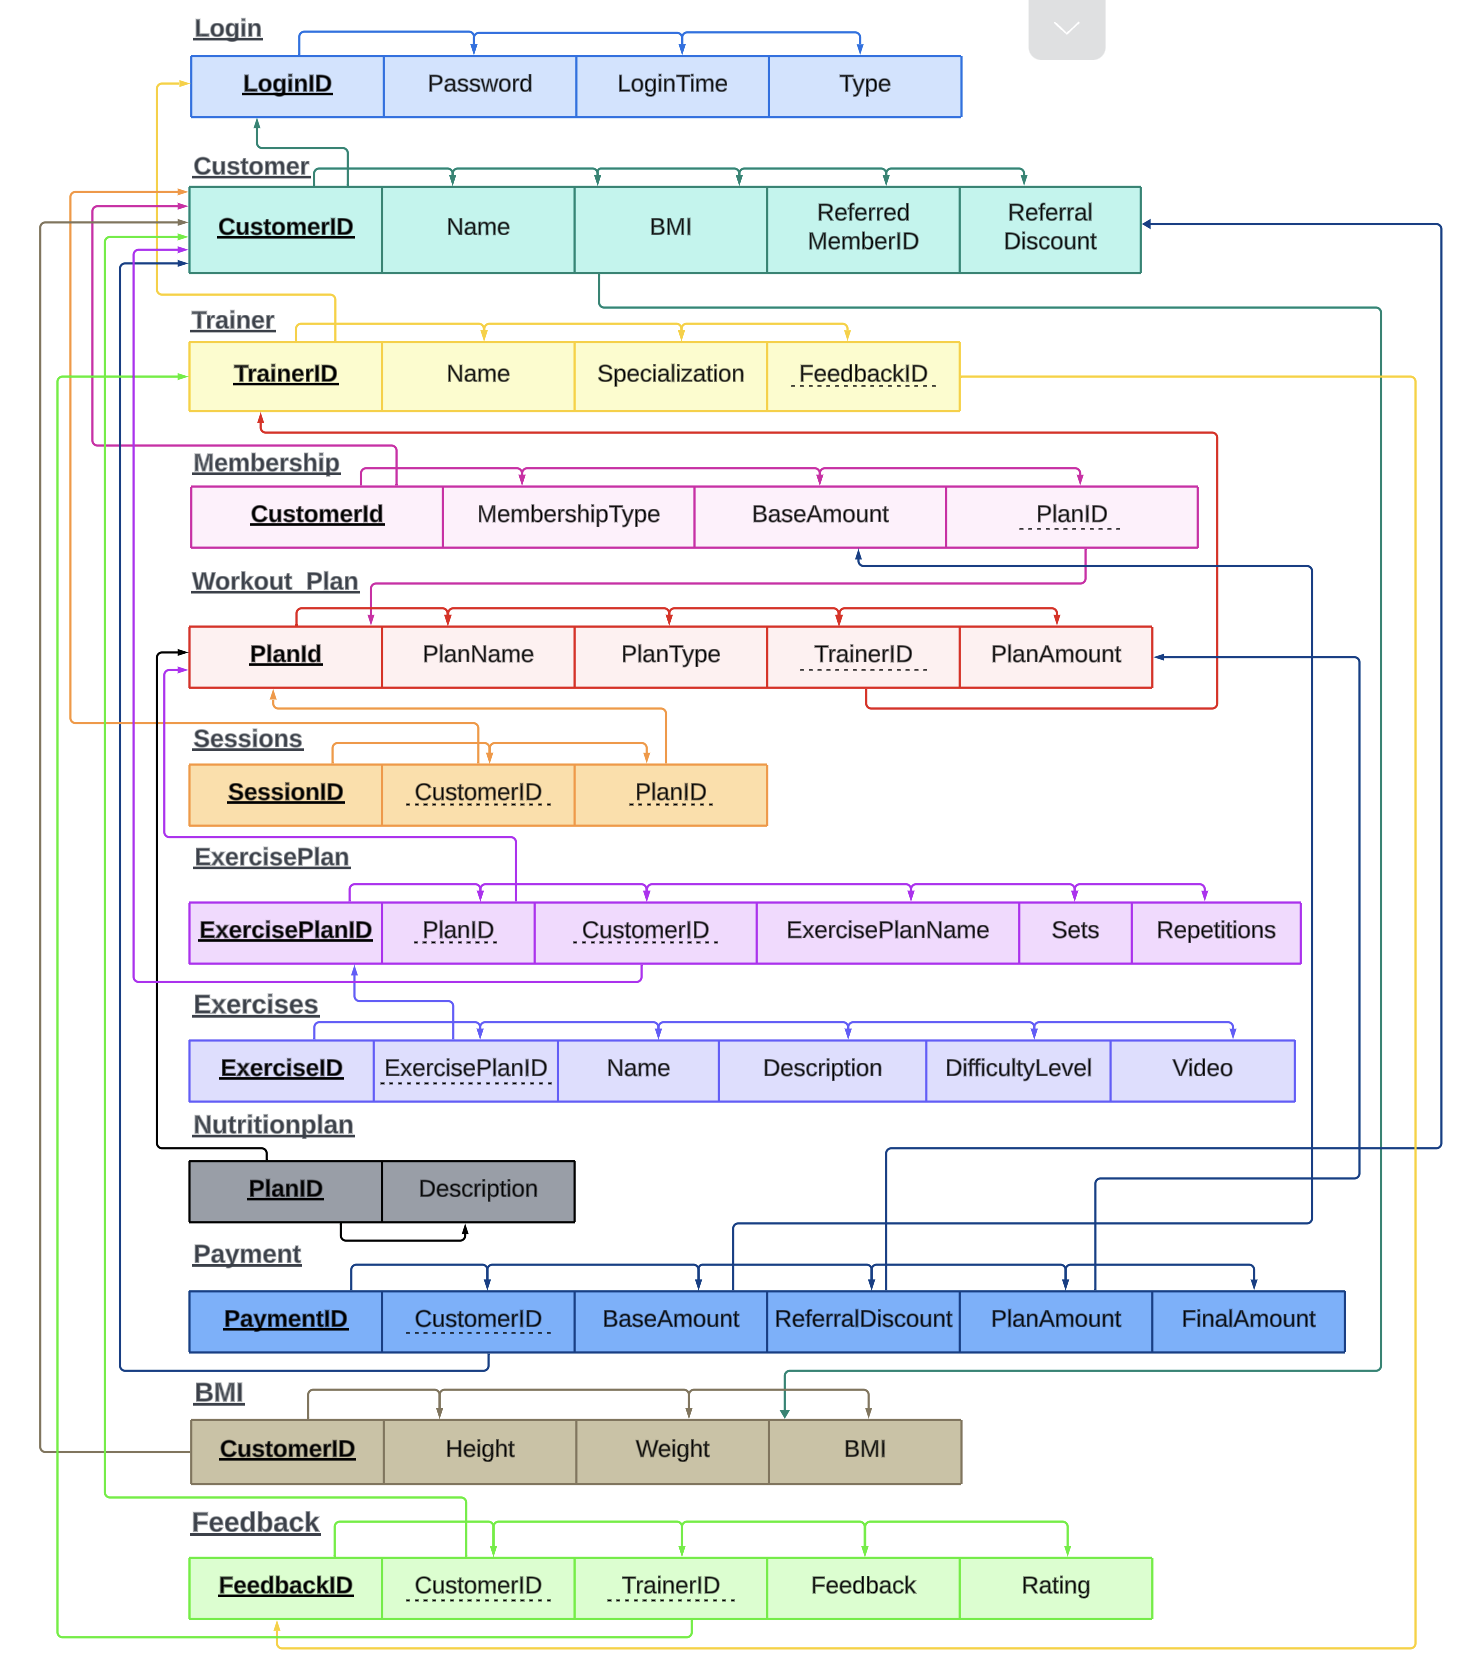 Login
LoginID Password LoginTime Type
Customer
CustomerID Name BMI Referred MemberID Referral Discount
Trainer
TrainerID Name Specialization FeedbackID
Membership
CustomerId MembershipType BaseAmount PlanID
Workout_Plan
PlanId PlanName PlanType TrainerID PlanAmount
Sessions
SessionID CustomerID PlanID
ExercisePlan
ExercisePlanID PlanID CustomerID ExercisePlanName Sets Repetitions
Exercises
ExerciseID ExercisePlanID Name Description DifficultyLevel Video
Nutritionplan
PlanID Description
Payment
PaymentID CustomerID BaseAmount ReferralDiscount PlanAmount FinalAmount
BMI
CustomerID Height Weight BMI
Feedback
FeedbackID CustomerID TrainerID Feedback Rating